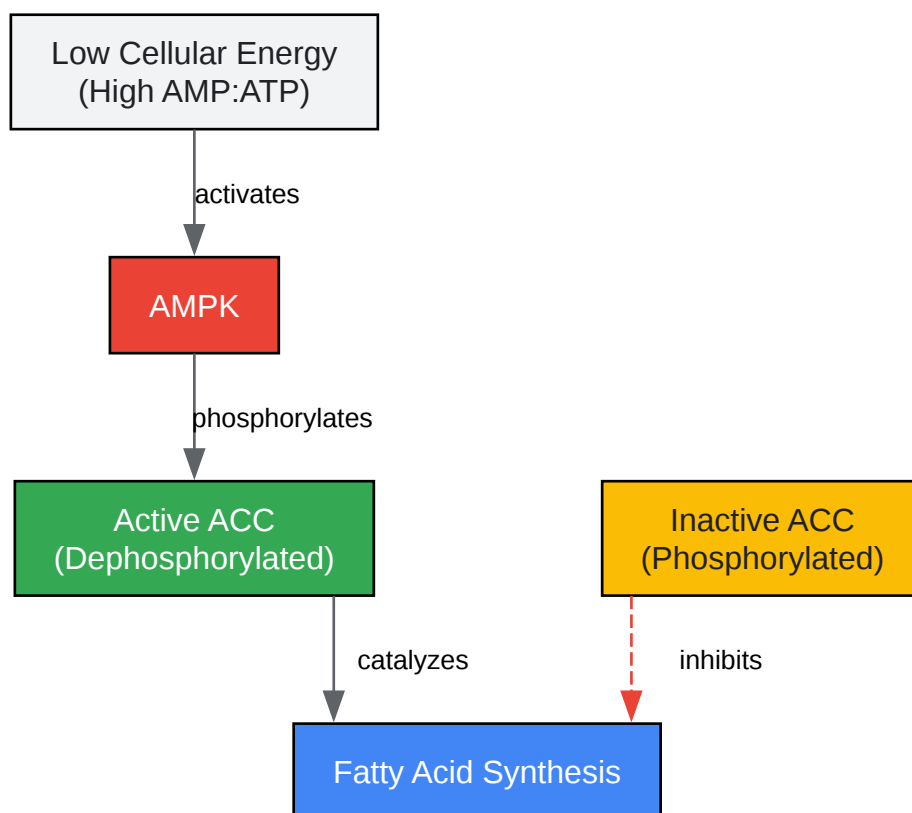 Low Cellular Energy
(High AMP:ATP)
activates
AMPK
phosphorylates
Active ACC
(Dephosphorylated)
Inactive ACC
(Phosphorylated)
catalyzes
inhibits
Fatty Acid Synthesis